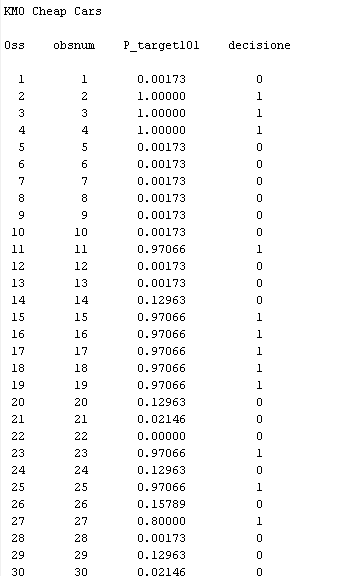 KM0 Cheap Cars
Oss obsnum P_target101 decisione
1 1 0.00173 0
2 2 1.00000 1
3 3 1.00000 1
4 4 1.00000 1
5 5 0.00173 0
6 6 0.00173 0
7 7 0.00173 0
8 8 0.00173 0
9 9 0.00173 0
10 10 0.00173 0
11 11 0.97066 1
12 12 0.00173 0
13 13 0.00173 0
14 14 0.12963 0
15 15 0.97066 1
16 16 0.97066 1
17 17 0.97066 1
18 18 0.97066 1
19 19 0.97066 1
20 20 0.12963 0
21 21 0.02146 0
22 22 0.00000 0
23 23 0.97066 1
24 24 0.12963 0
25 25 0.97066 1
26 26 0.15789 0
27 27 0.80000 1
28 28 0.00173 0
29 29 0.12963 0
30 30 0.02146 0